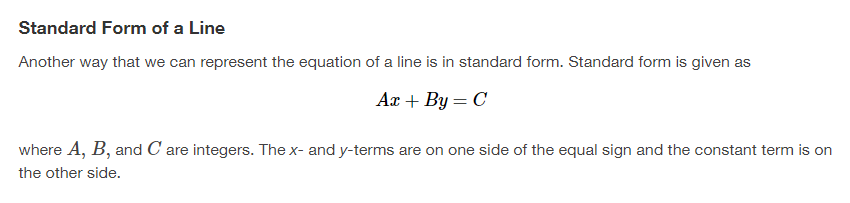 Standard Form of a Line
Another way that we can represent the equation of a line is in standard form. Standard form is given as
Ax + By = C
where A, B, and C are integers. The x- and y-terms are on one side of the equal sign and the constant term is on
the other side.